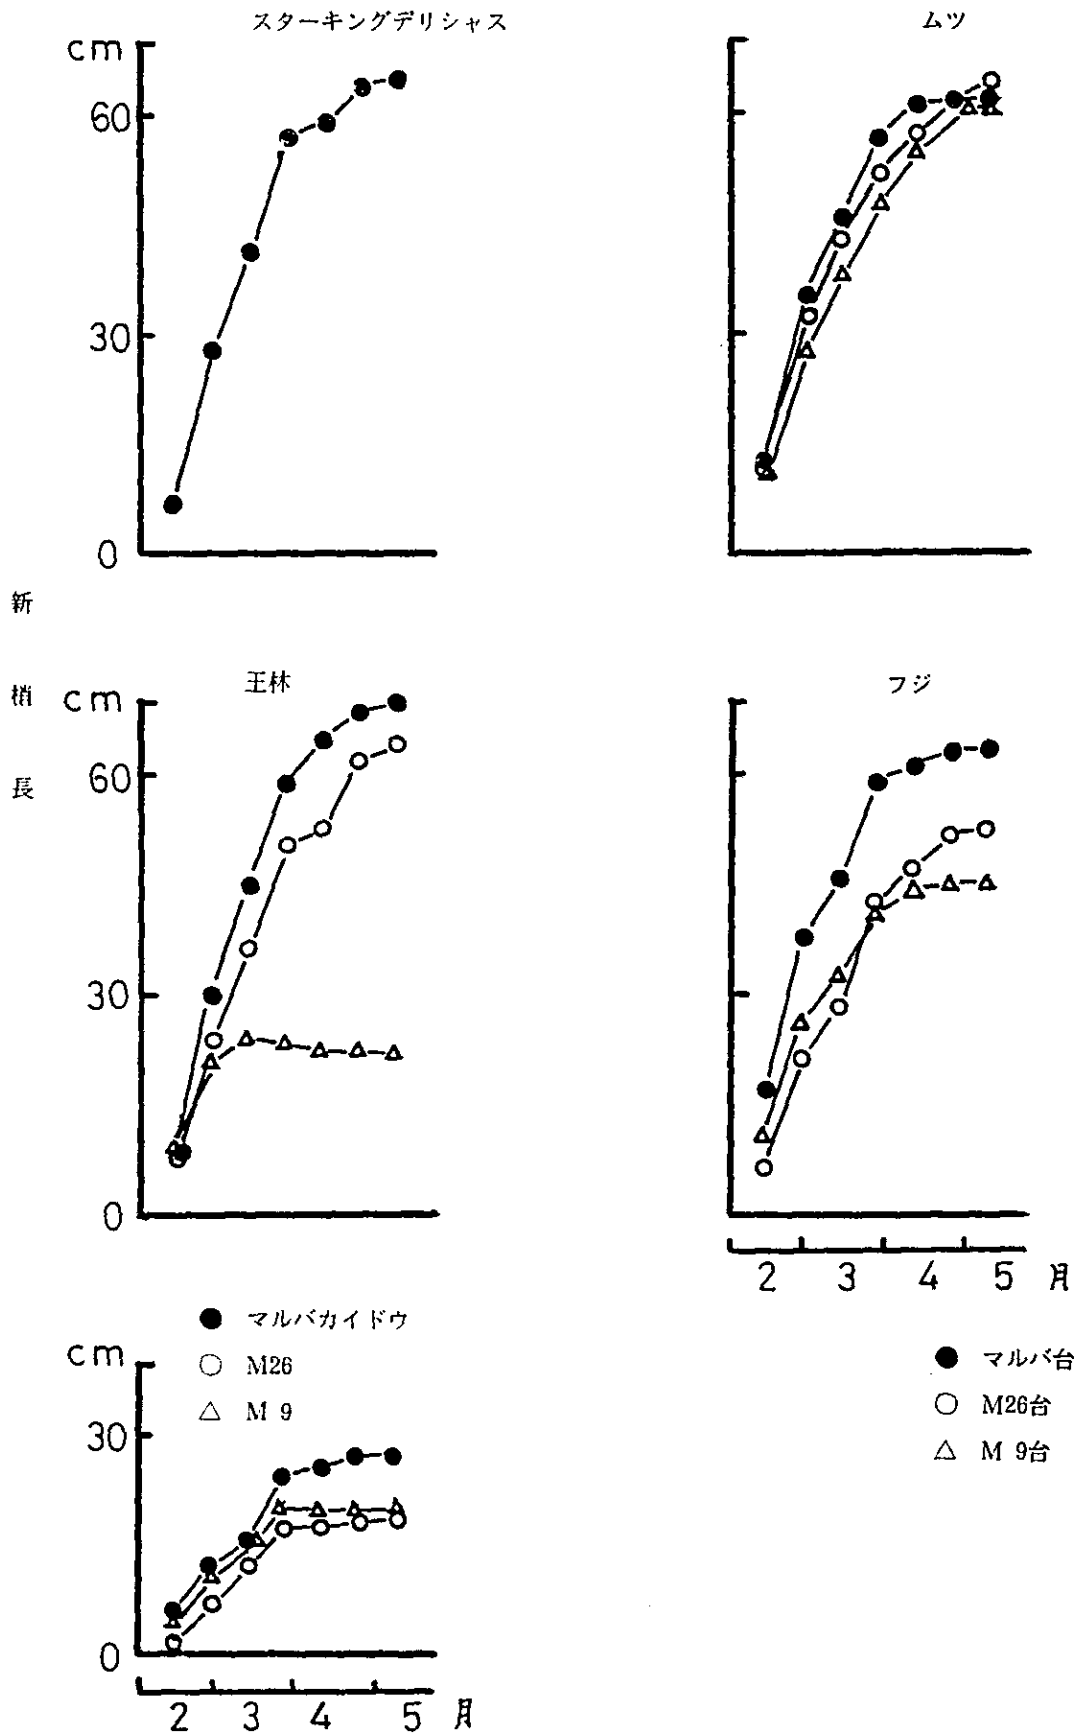 スターキングデリシャス
cm
60
30
0
ムツ
新梢長
王林
cm
60
30
0
フジ
2 3 4 5 月
● マルバカイドウ
○ M26
△ M 9
cm
30
0
2 3 4 5 月
● マルバ台
○ M26台
△ M 9台